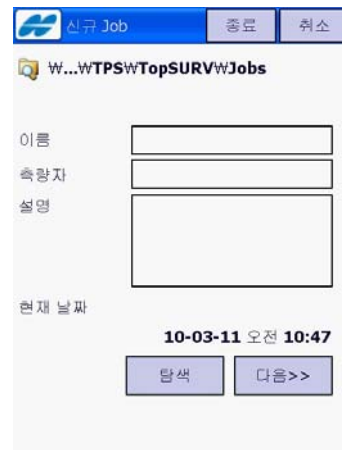 신규 Job 종료 취소
₩...₩TPS₩TopSURV₩Jobs
이름
측량자
설명
현재 날짜
10-03-11 오전 10:47
탐색 다음>>